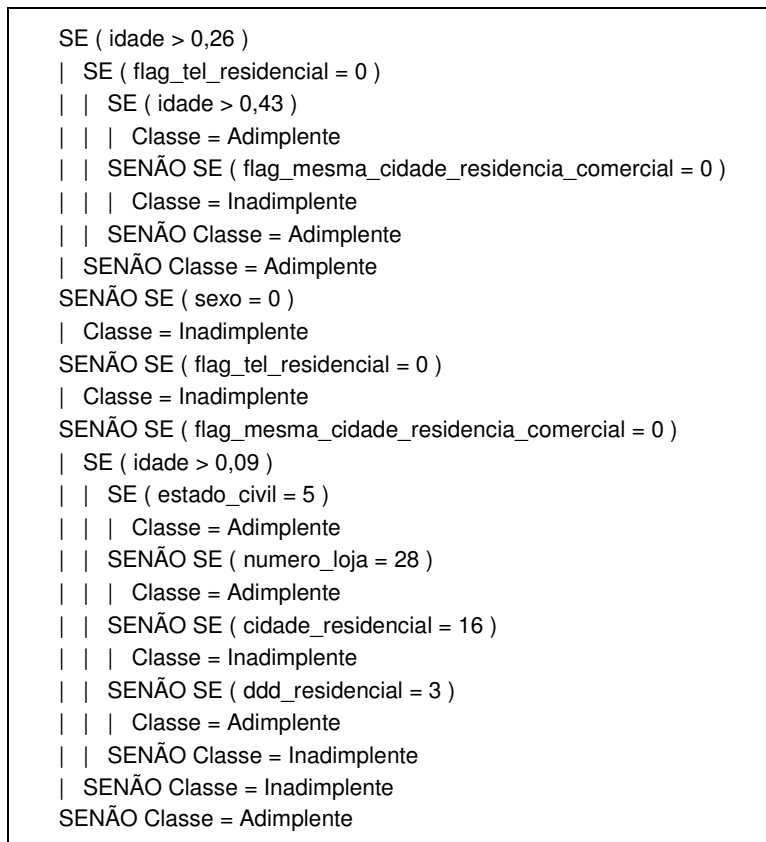 SE ( idade > 0,26 )
| SE ( flag_tel_residencial = 0 )
| | SE ( idade > 0,43 )
| | | Classe = Adimplente
| | SENÃO SE ( flag_mesma_cidade_residencia_comercial = 0 )
| | | Classe = Inadimplente
| | SENÃO Classe = Adimplente
| SENÃO Classe = Adimplente
SENÃO SE ( sexo = 0 )
| Classe = Inadimplente
SENÃO SE ( flag_tel_residencial = 0 )
| Classe = Inadimplente
SENÃO SE ( flag_mesma_cidade_residencia_comercial = 0 )
| SE ( idade > 0,09 )
| | SE ( estado_civil = 5 )
| | | Classe = Adimplente
| | SENÃO SE ( numero_loja = 28 )
| | | Classe = Adimplente
| | SENÃO SE ( cidade_residencial = 16 )
| | | Classe = Inadimplente
| | SENÃO SE ( ddd_residencial = 3 )
| | | Classe = Adimplente
| | SENÃO Classe = Inadimplente
| SENÃO Classe = Inadimplente
SENÃO Classe = Adimplente